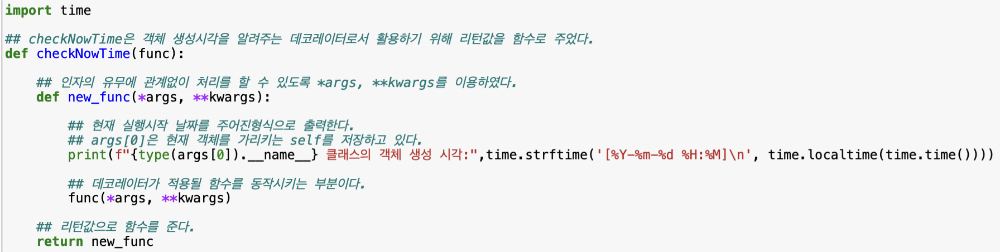 import time
## checkNowTime은 객체 생성시각을 알려주는 데코레이터로서 활용하기 위해 리턴값을 함수로 주었다.
def checkNowTime(func):
## 인자의 유무에 관계없이 처리를 할 수 있도록 *args, **kwargs를 이용하였다.
def new_func(*args, **kwargs):
## 현재 실행시작 날짜를 주어진형식으로 출력한다.
## args[0]은 현재 객체를 가리키는 self를 저장하고 있다.
print(f"{type(args[0]).__name__} 클래스의 객체 생성 시각:",time.strftime('[%Y-%m-%d %H:%M]\n', time.localtime(time.time())))
## 데코레이터가 적용될 함수를 동작시키는 부분이다.
func(*args, **kwargs)
## 리턴값으로 함수를 준다.
return new_func